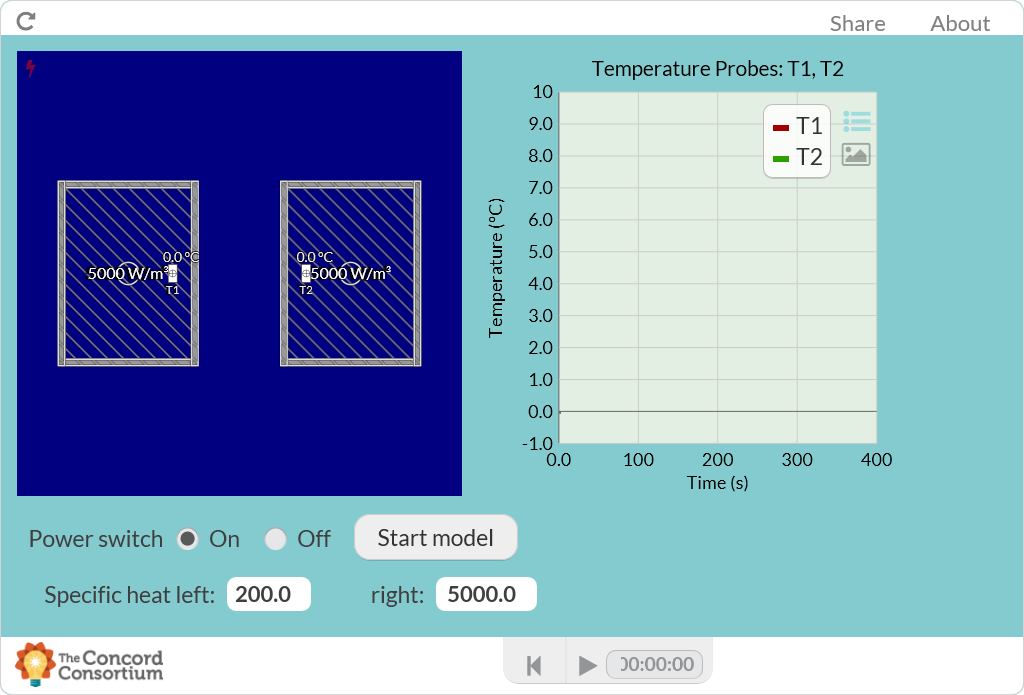 Share About
Temperature Probes: T1, T2
10
9.0
8.0
7.0
6.0
5.0
4.0
3.0
2.0
1.0
0.0
-1.0
Temperature (°C)
T1
T2
0.0 100 200 300 400
Time (s)
0.0 °C
5000 W/m³
T1
0.0 °C
5000 W/m³
T2
Power switch On Off Start model
Specific heat left: 200.0 right: 5000.0
The Concord
Consortium
00:00:00